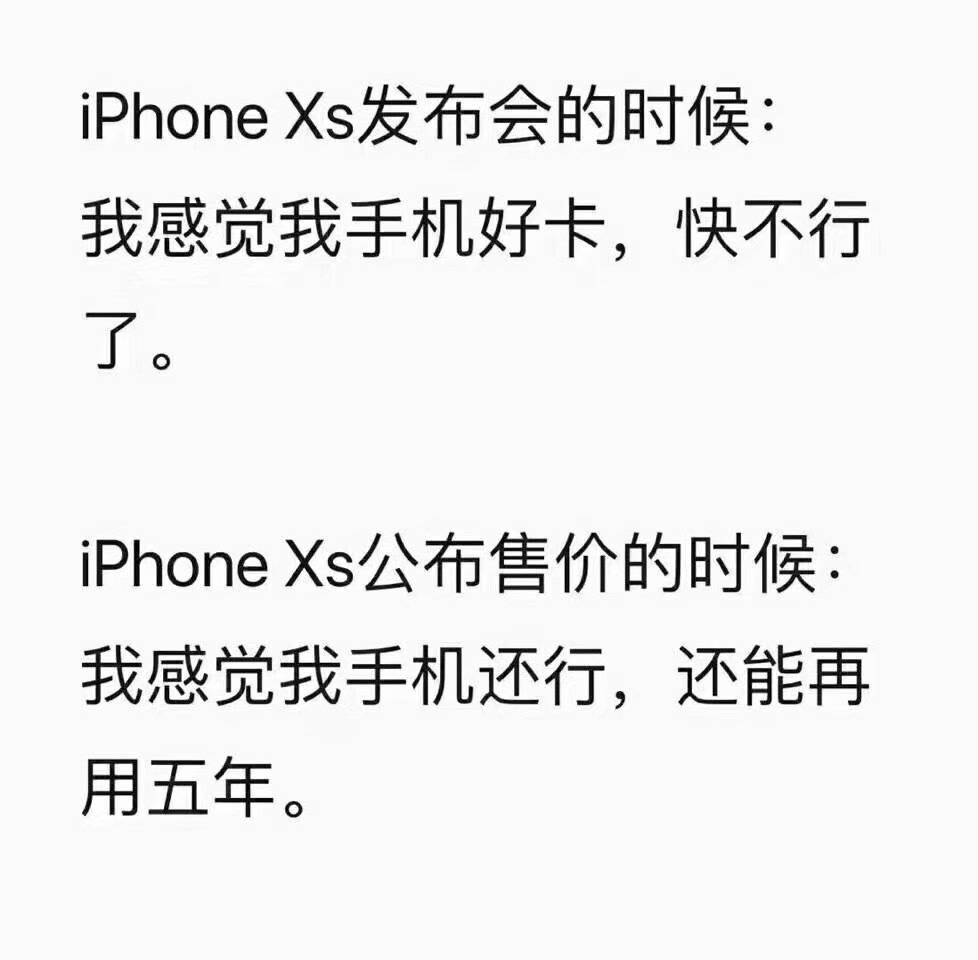 iPhone Xs发布会的时候：
我感觉我手机好卡，快不行
了。
iPhone Xs公布售价的时候：
我感觉我手机还行，还能再
用五年。